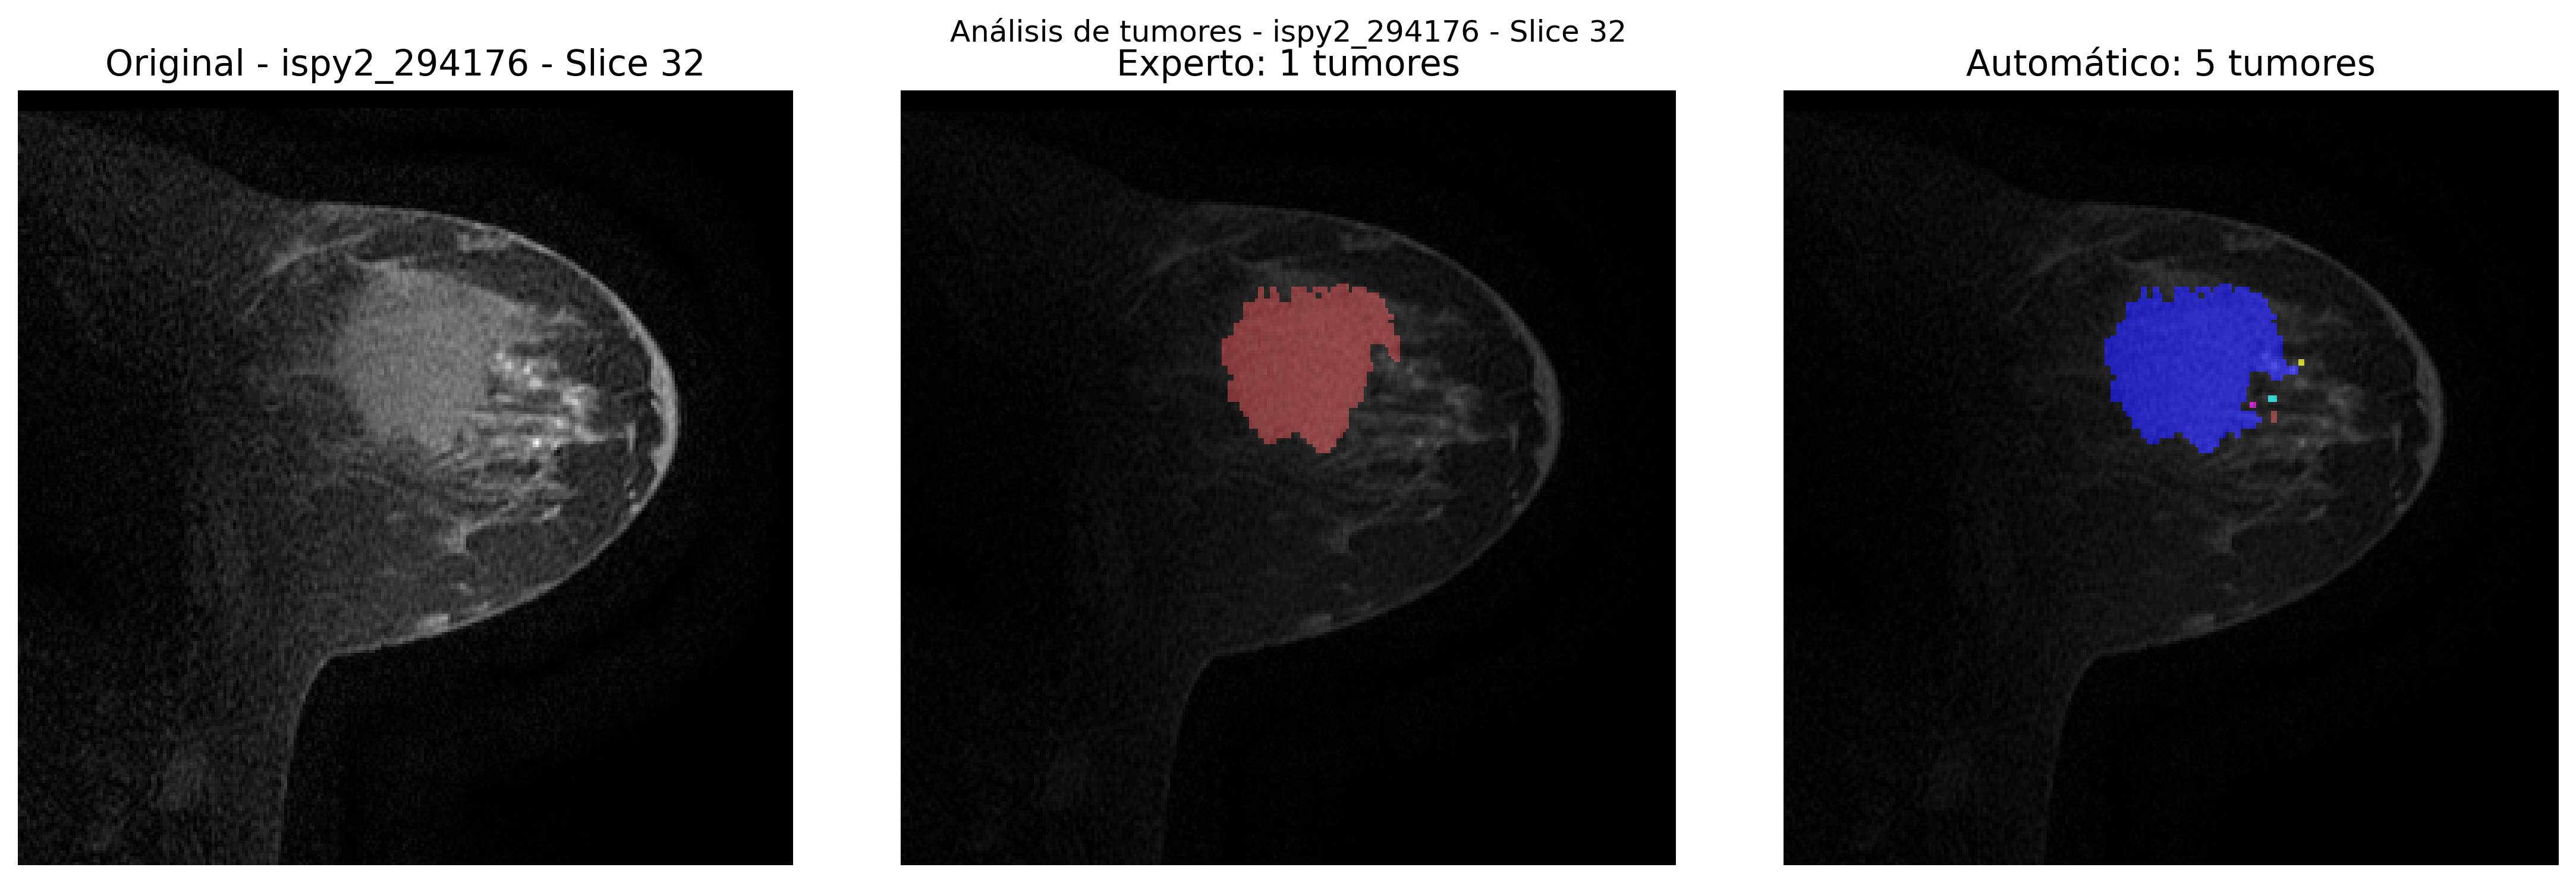 Análisis de tumores - ispy2_294176 - Slice 32
Original - ispy2_294176 - Slice 32
Experto: 1 tumores
Automático: 5 tumores